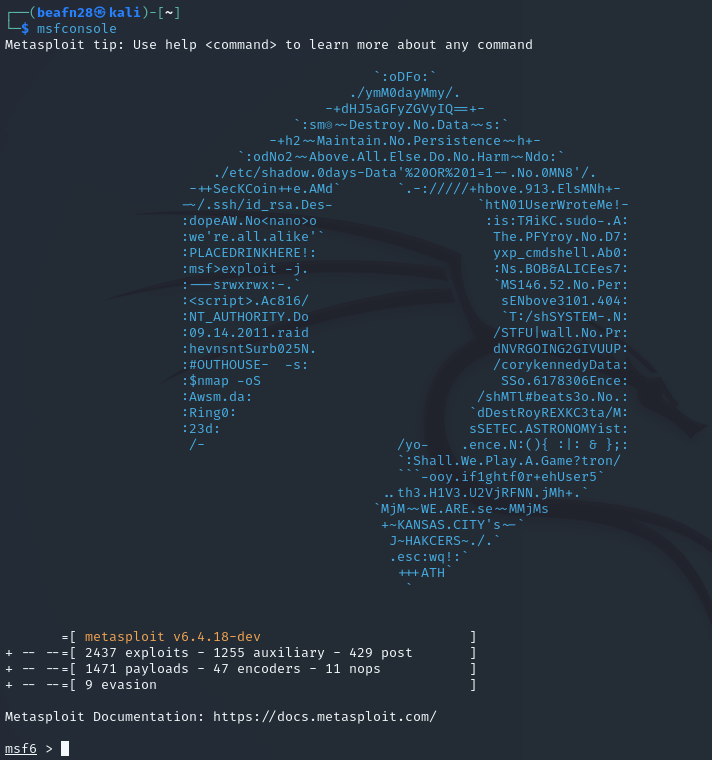 ┌──(beafn28㉿kali)-[~]
└─$ msfconsole
Metasploit tip: Use help <command> to learn more about any command
`:oDFo:`
./ymM0dayMmy/.
-+dHJ5aGFyZGVyIQ==+-
`:sm⏣~~Destroy.No.Data~~s:`
-+h2~~Maintain.No.Persistence~~h+-
`:odNo2~~Above.All.Else.Do.No.Harm~~Ndo:`
./etc/shadow.0days-Data'%20OR%201=1--.No.0MN8'/.
-++SecKCoin++e.AMd`       `.-://///+hbove.913.ElsMNh+-
-~/.ssh/id_rsa.Des-                  `htN01UserWroteMe!-
:dopeAW.No<nano>o                     :is:TЯiKC.sudo-.A:
:we're.all.alike'`                     The.PFYroy.No.D7:
:PLACEDRINKHERE!:                      yxp_cmdshell.Ab0:
:msf>exploit -j.                       :Ns.BOB&ALICEes7:
:---srwxrwx:-.`                        `MS146.52.No.Per:
:<script>.Ac816/                        sENbove3101.404:
:NT_AUTHORITY.Do                        `T:/shSYSTEM-.N:
:09.14.2011.raid                       /STFU|wall.No.Pr:
:hevnsntSurb025N.                      dNVRGOING2GIVUUP:
:#OUTHOUSE-  -s:                       /corykennedyData:
:$nmap -oS                              SSo.6178306Ence:
:Awsm.da:                            /shMTl#beats3o.No.:
:Ring0:                             `dDestRoyREXKC3ta/M:
:23d:                               sSETEC.ASTRONOMYist:
/-                        /yo-    .ence.N:(){ :|: & };:
`:Shall.We.Play.A.Game?tron/
```-ooy.if1ghtf0r+ehUser5`
..th3.H1V3.U2VjRFNN.jMh+.`
`MjM~~WE.ARE.se~~MMjMs
+~KANSAS.CITY's~-`
J~HAKCERS~./.`
.esc:wq!:`
+++ATH`
`
=[ metasploit v6.4.18-dev                          ]
+ -- --=[ 2437 exploits - 1255 auxiliary - 429 post       ]
+ -- --=[ 1471 payloads - 47 encoders - 11 nops           ]
+ -- --=[ 9 evasion                                       ]
Metasploit Documentation: https://docs.metasploit.com/
msf6 >